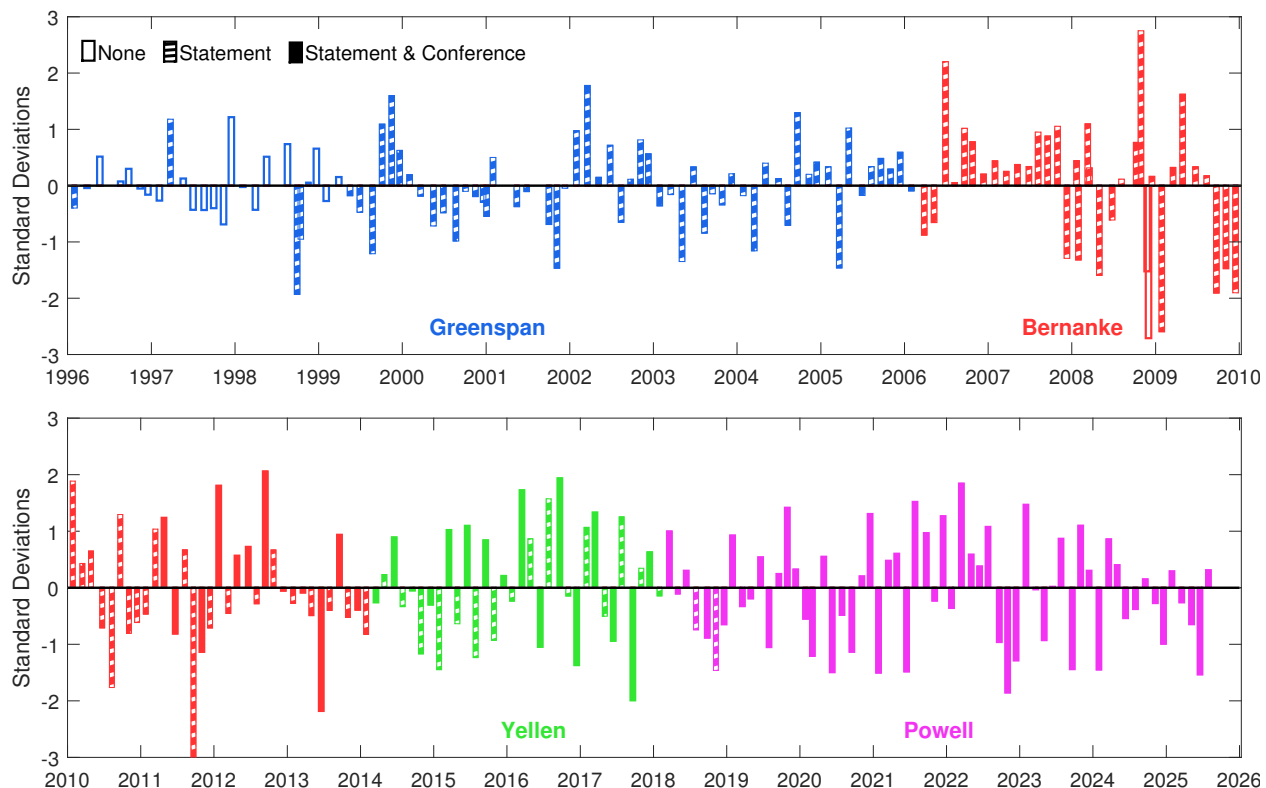 3
2
1
0
-1
-2
-3
Standard Deviations
None Statement Statement & Conference
Greenspan Bernanke
1996 1997 1998 1999 2000 2001 2002 2003 2004 2005 2006 2007 2008 2009 2010
3
2
1
0
-1
-2
-3
Standard Deviations
Yellen Powell
2010 2011 2012 2013 2014 2015 2016 2017 2018 2019 2020 2021 2022 2023 2024 2025 2026